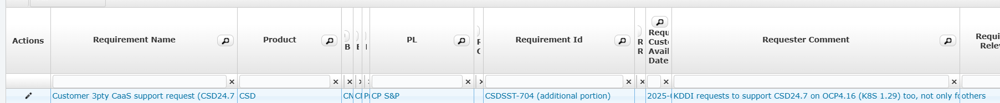 Actions
Requirement Name
Product
B
PL
Requirement Id
R
R
Requ
Cust
Avail
Date
Requester Comment
Requi
Relev
Customer 3pty CaaS support request (CSD24.7
CSD
CN
CP S&P
CSDSST-704 (additional portion)
2025-
KDDI requests to support CSD24.7 on OCP4.16 (K8S 1.29) too, not only fo
others